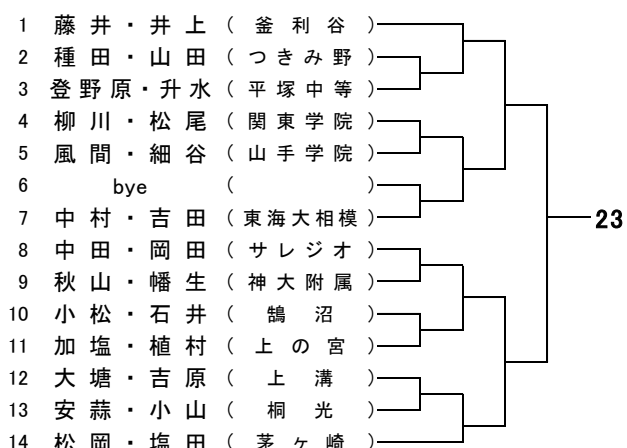 1 藤井・井上 (釜利谷)
2 種田・山田 (つきみ野)
3 登野原・升水 (平塚中等)
4 柳川・松尾 (関東学院)
5 風間・細谷 (山手学院)
6 bye ( )
7 中村・吉田 (東海大相模)
23
8 中田・岡田 (サレジオ)
9 秋山・幡生 (神大附属)
10 小松・石井 (鵠沼)
11 加塩・植村 (上の宮)
12 大塘・吉原 (上溝)
13 安蒜・小山 (桐光)
14 松岡・塩田 (茅ヶ崎)